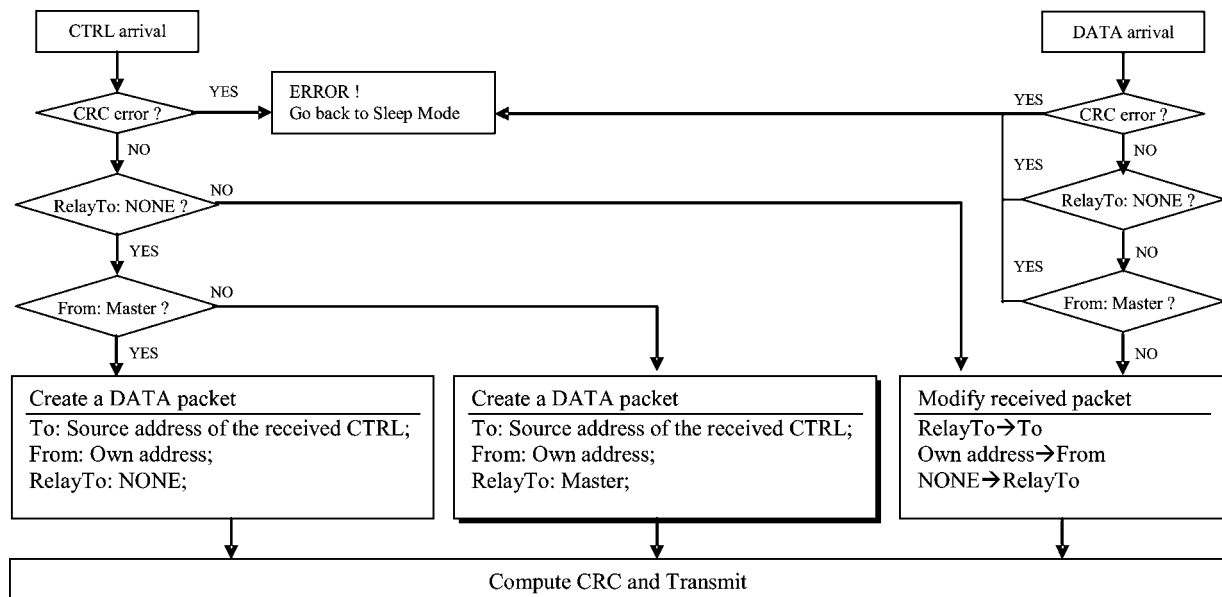 CTRL arrival
DATA arrival
CRC error ?
YES
ERROR !
Go back to Sleep Mode
YES
CRC error ?
NO
NO
RelayTo: NONE ?
NO
YES
RelayTo: NONE ?
YES
NO
From: Master ?
NO
YES
From: Master ?
YES
NO
Create a DATA packet
To: Source address of the received CTRL;
From: Own address;
RelayTo: NONE;
Create a DATA packet
To: Source address of the received CTRL;
From: Own address;
RelayTo: Master;
Modify received packet
RelayTo→To
Own address→From
NONE→RelayTo
Compute CRC and Transmit